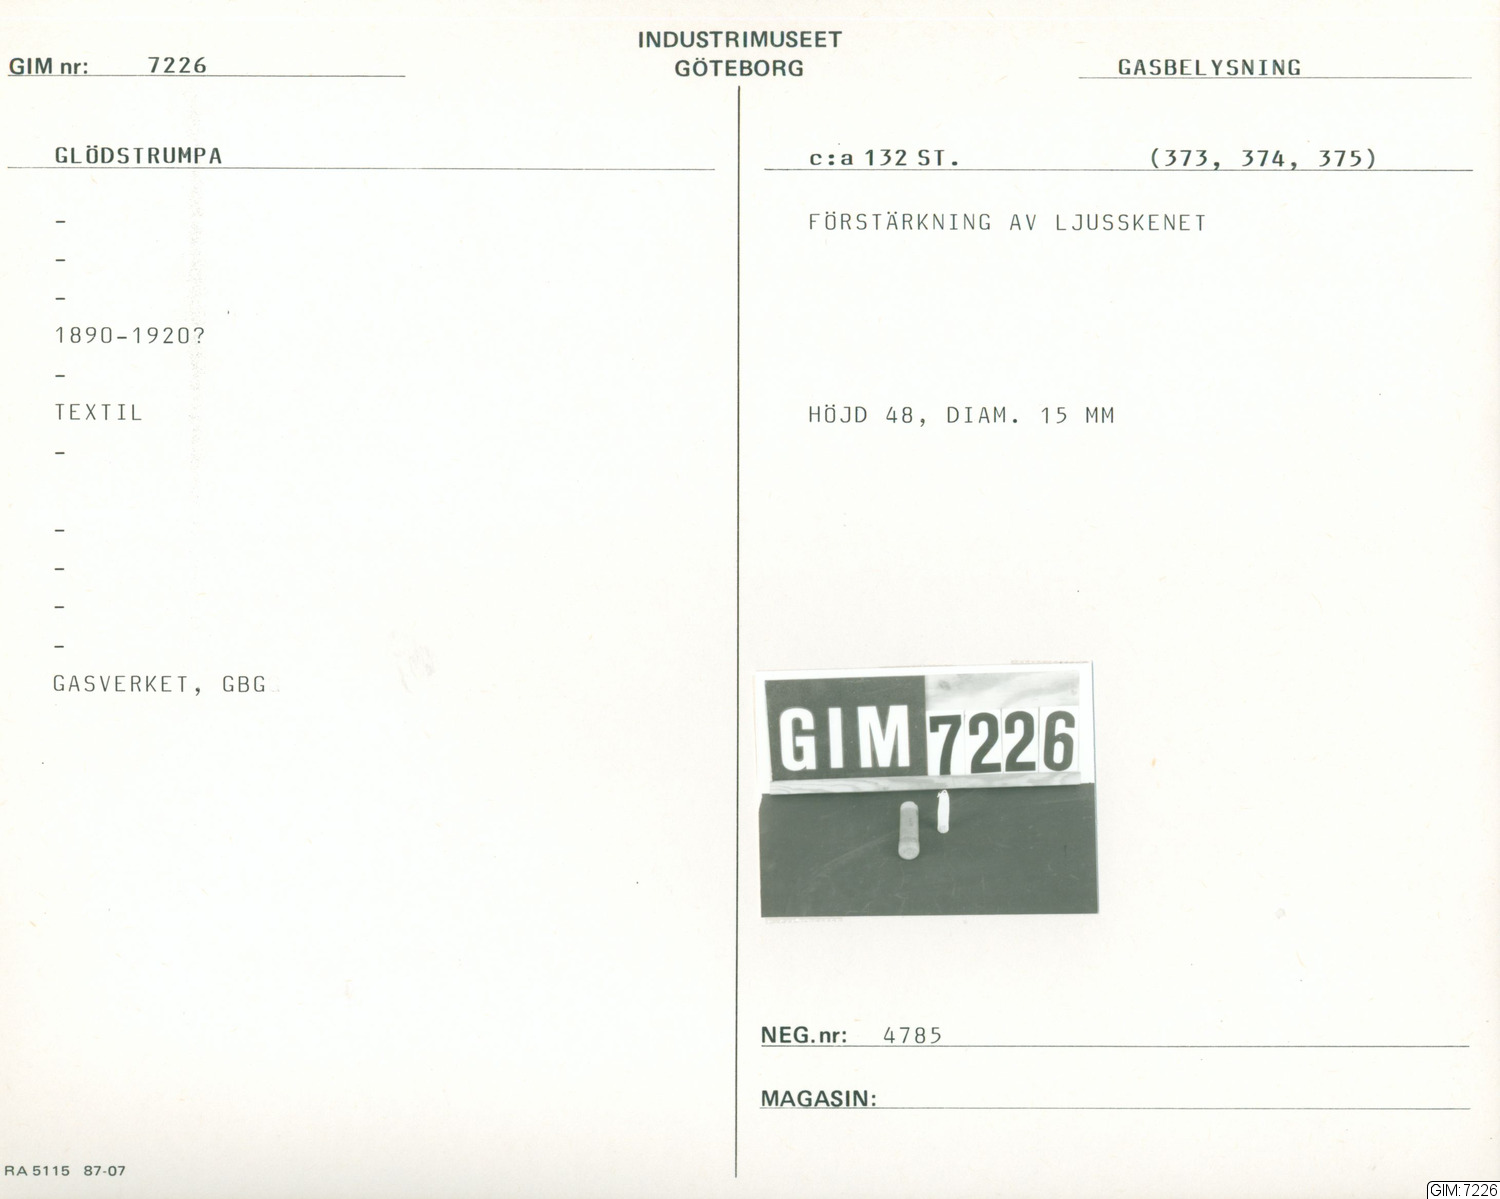 INDUSTRIMUSEET
GÖTEBORG
GIM nr: 7226
GASBELYSNING
GLÖDSTRUMPA
c:a 132 ST. (373, 374, 375)
-
-
-
1890-1920?
-
TEXTIL
-
-
-
-
-
GASVERKET, GBG
FÖRSTÄRKNING AV LJUSSKENET
HÖJD 48, DIAM. 15 MM
GIM 7226
NEG.nr: 4785
MAGASIN:
RA 5115 87-07
GIM:7226